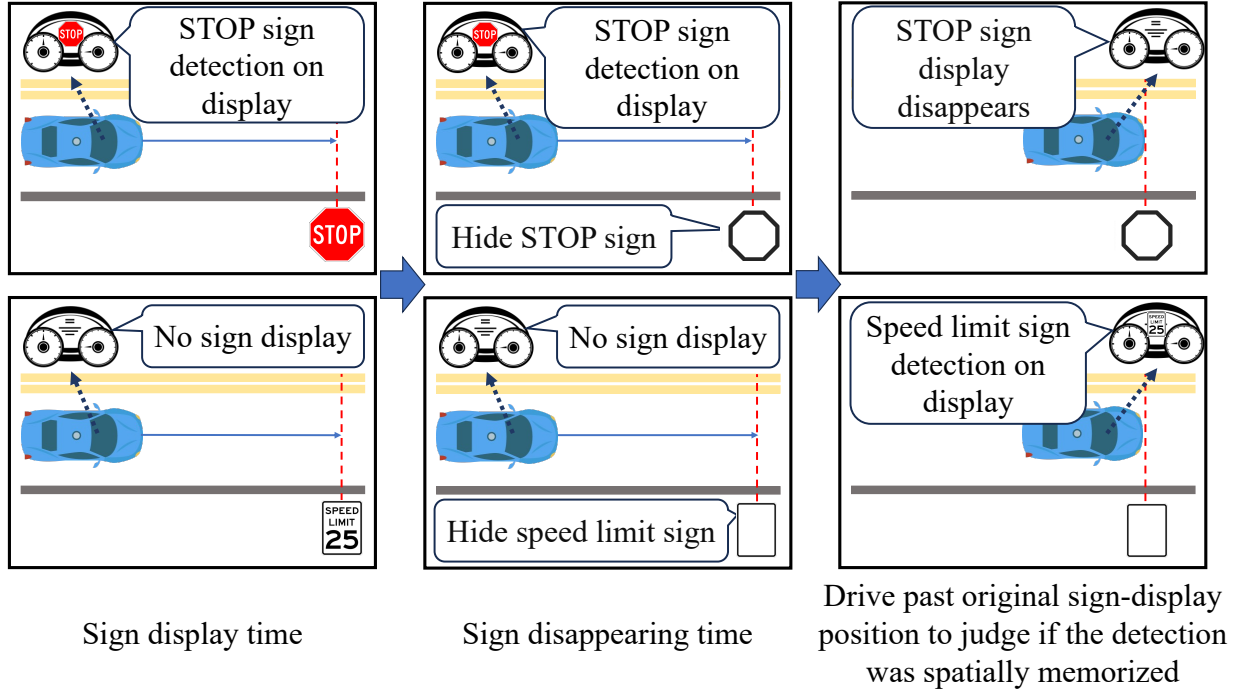 STOP
STOP sign
detection on
display
STOP
STOP
STOP sign
detection on
display
Hide STOP sign
STOP sign
display
disappears
No sign display
SPEED
LIMIT
25
No sign display
Hide speed limit sign
Speed limit sign
detection on
display
SPEED
LIMIT
25
Sign display time
Sign disappearing time
Drive past original sign-display
position to judge if the detection
was spatially memorized